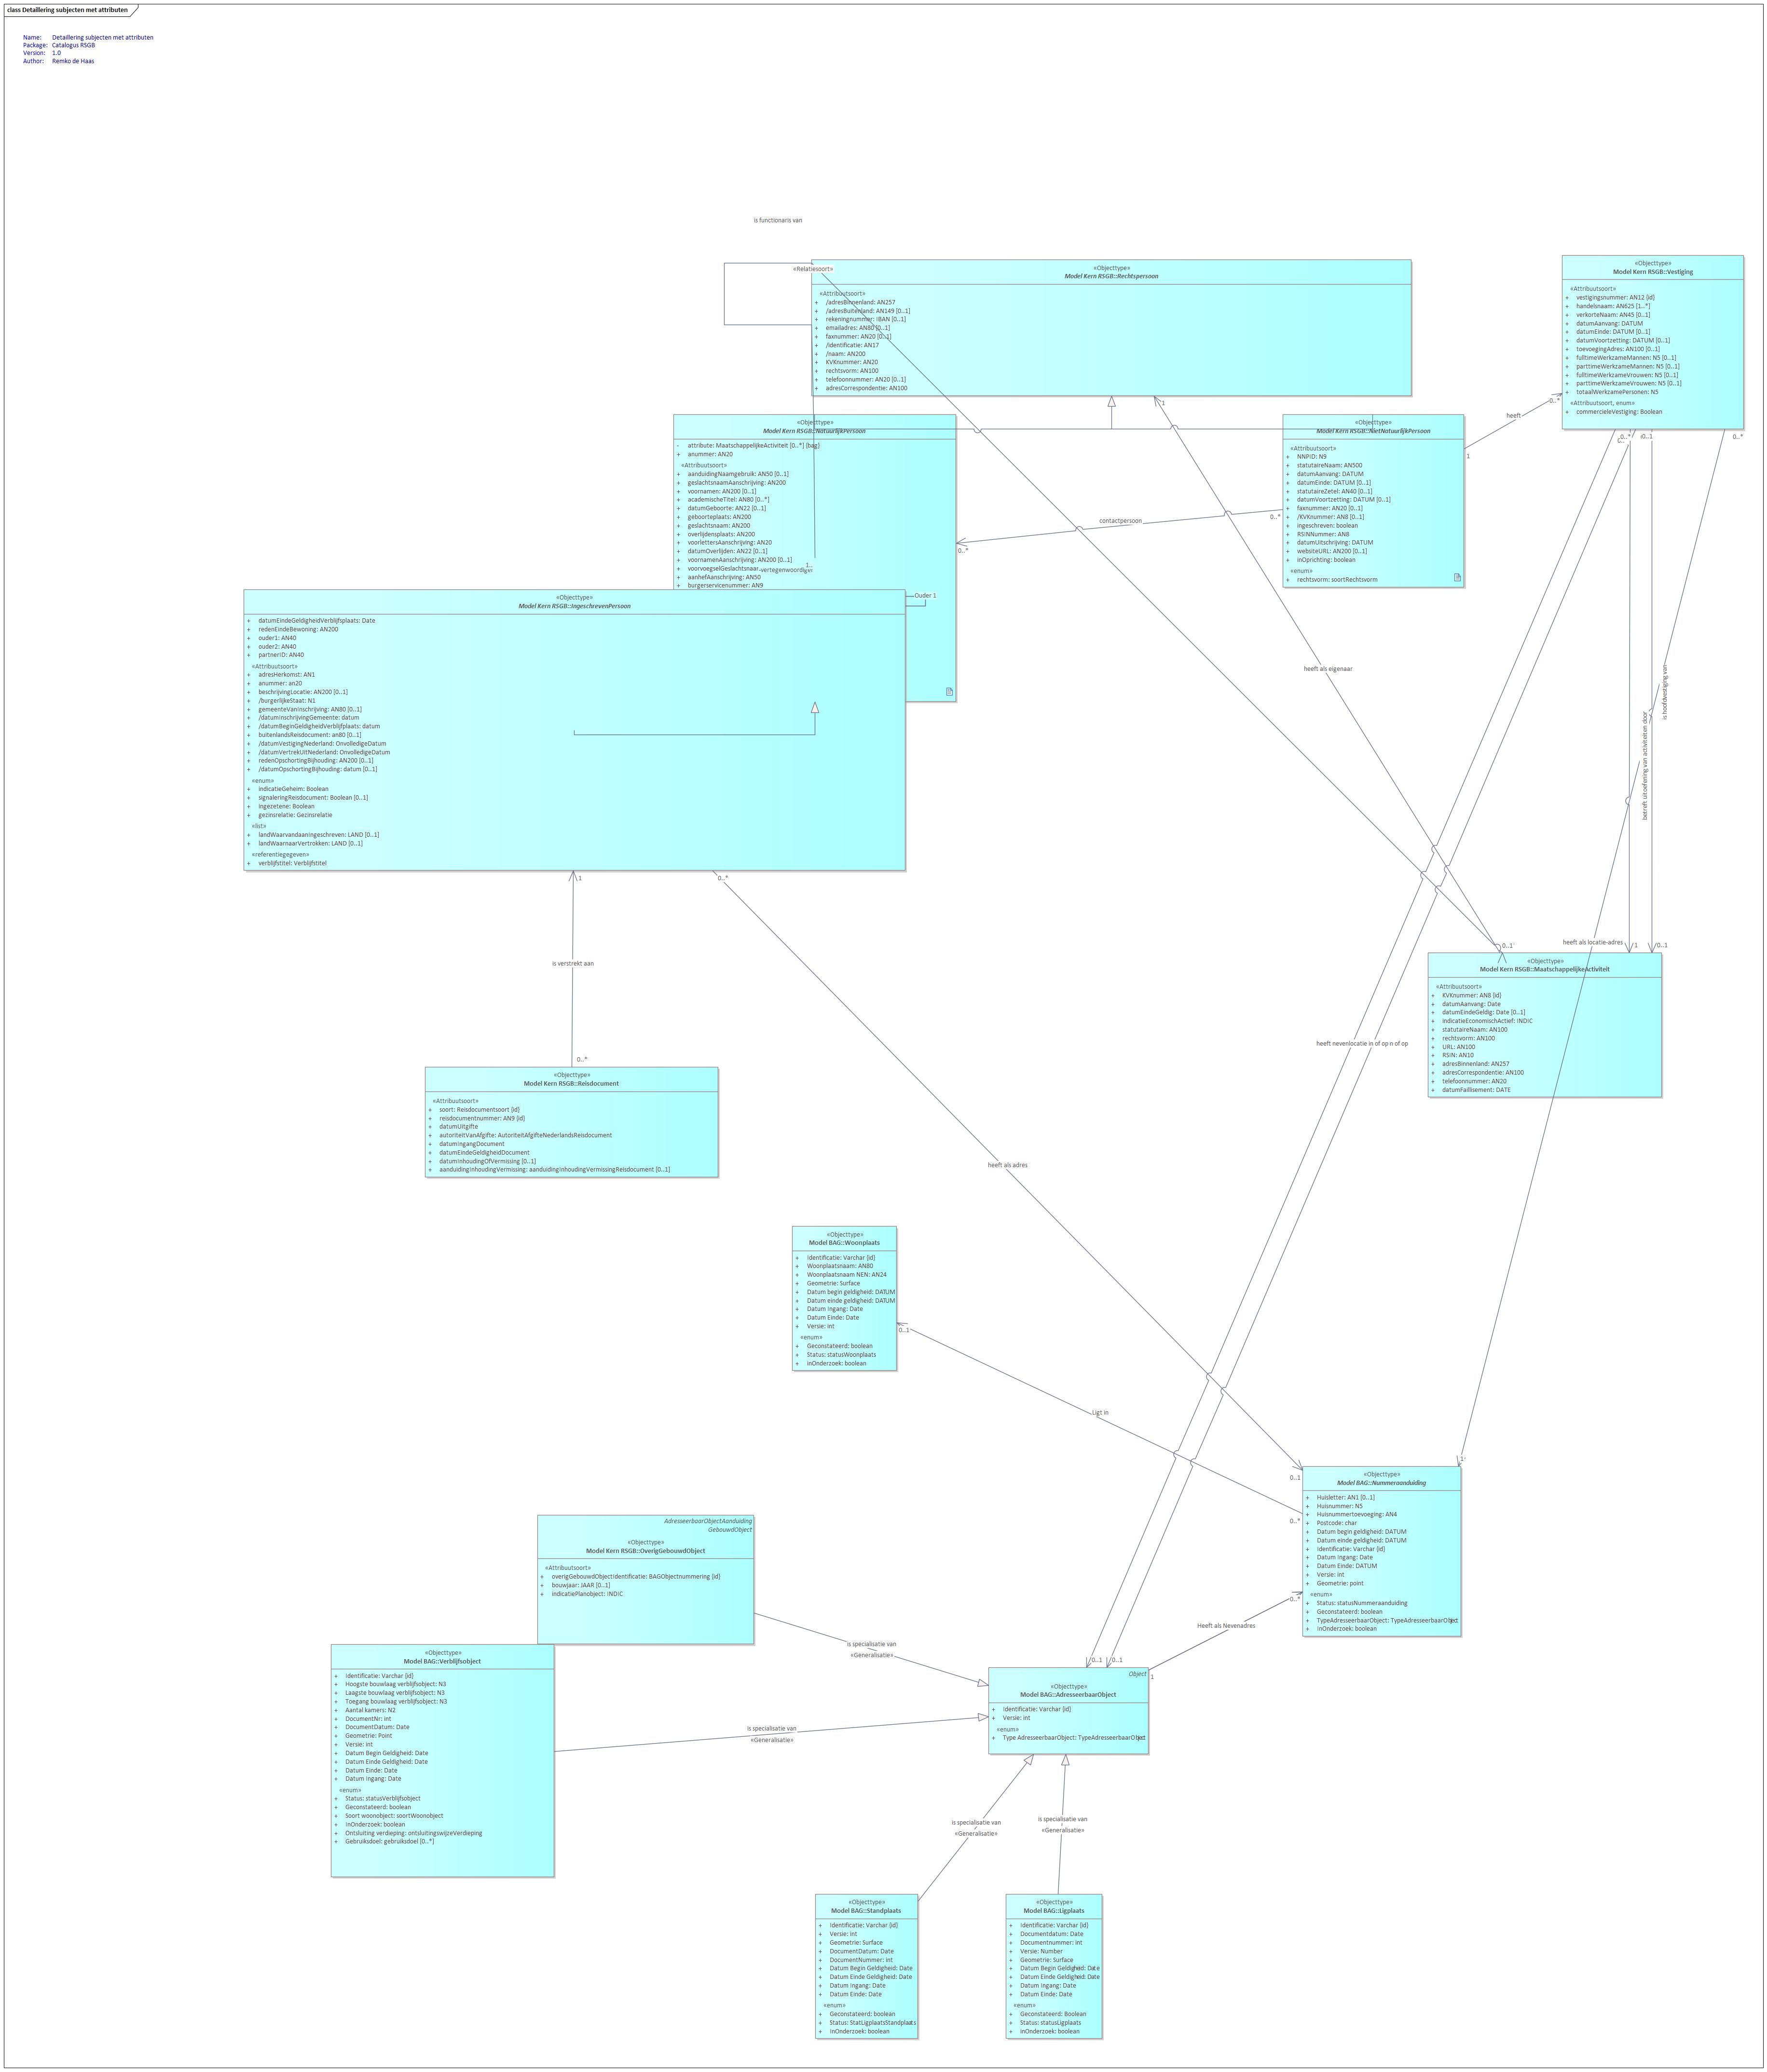 class Detaillering subjecten met attributen
Name: Detaillering subjecten met attributen
Package: Catalogus RSGB
Version: 1.0
Author: Remko de Haas
is functionaris van
«Relatiesoort»
«Objecttype»
Model Kern RSGB::Rechtspersoon
«Attribuutsoort»
+ /adresBinnenland: AN257
+ /adresBuitenland: AN149 [0..1]
+ rekeningnummer: IBAN [0..1]
+ emailadres: AN80 [0..1]
+ faxnummer: AN20 [0..1]
+ /identificatie: AN17
+ /naam: AN200
+ KVKnummer: AN20
+ rechtsvorm: AN100
+ telefoonnummer: AN20 [0..1]
+ adresCorrespondentie: AN100
1
«Objecttype»
Model Kern RSGB::Vestiging
«Attribuutsoort»
+ vestigingsnummer: AN12 {id}
+ handelsnaam: AN625 [1..*]
+ verkorteNaam: AN45 [0..1]
+ datumAanvang: DATUM
+ datumEinde: DATUM [0..1]
+ datumVoortzetting: DATUM [0..1]
+ toevoegingAdres: AN100 [0..1]
+ fulltimeWerkzameMannen: N5 [0..1]
+ parttimeWerkzameMannen: N5 [0..1]
+ fulltimeWerkzameVrouwen: N5 [0..1]
+ parttimeWerkzameVrouwen: N5 [0..1]
+ totaalWerkzamePersonen: N5
«Attribuutsoort, enum»
+ commercieleVestiging: Boolean
heeft
0..*
1
0..*
0..1
0..*
«Objecttype»
Model Kern RSGB::NatuurlijkPersoon
- attribute: MaatschappelijkeActiviteit [0..*] {bag}
+ anummer: AN20
«Attribuutsoort»
+ aanduidingNaamgebruik: AN50 [0..1]
+ geslachtsnaamAanschrijving: AN200
+ voornamen: AN200 [0..1]
+ academischeTitel: AN80 [0..*]
+ datumGeboorte: AN22 [0..1]
+ geboorteplaats: AN200
+ geslachtsnaam: AN200
+ overlijdensplaats: AN200
+ voorlettersAanschrijving: AN20
+ datumOverlijden: AN22 [0..1]
+ voornamenAanschrijving: AN200 [0..1]
+ voorvoegselGeslachtsnaar
+ aanhefAanschrijving: AN50
+ burgerservicenummer: AN9
1..
contactpersoon
0..*
0..*
«Objecttype»
Model Kern RSGB::NietNatuurlijkPersoon
«Attribuutsoort»
+ NNPID: N9
+ statutaireNaam: AN500
+ datumAanvang: DATUM
+ datumEinde: DATUM [0..1]
+ statutaireZetel: AN40 [0..1]
+ datumVoortzetting: DATUM [0..1]
+ faxnummer: AN20 [0..1]
+ /KVKnummer: AN8 [0..1]
+ ingeschreven: boolean
+ RSINNummer: AN8
+ datumUitschrijving: DATUM
+ websiteURL: AN200 [0..1]
+ inOprichting: boolean
«enum»
+ rechtsvorm: soortRechtsvorm
Ouder 1
«Objecttype»
Model Kern RSGB::IngeschrevenPersoon
+ datumEindeGeldigheidVerblijfsplaats: Date
+ redenEindeBewoning: AN200
+ ouder1: AN40
+ ouder2: AN40
+ partnerID: AN40
«Attribuutsoort»
+ adresHerkomst: AN1
+ anummer: an20
+ beschrijvingLocatie: AN200 [0..1]
+ /burgerlijkeStaat: N1
+ gemeenteVanInschrijving: AN80 [0..1]
+ /datumInschrijvingGemeente: datum
+ /datumBeginGeldigheidVerblijfplaats: datum
+ buitenlandsReisdocument: an80 [0..1]
+ /datumVestigingNederland: OnvolledigeDatum
+ /datumVertrekUitNederland: OnvolledigeDatum
+ redenOpschortingBijhouding: AN200 [0..1]
+ /datumOpschortingBijhouding: datum [0..1]
«enum»
+ indicatieGeheim: Boolean
+ signaleringReisdocument: Boolean [0..1]
+ ingezetene: Boolean
+ gezinsrelatie: Gezinsrelatie
«list»
+ landWaarvandaanIngeschreven: LAND [0..1]
+ landWaarnaarVertrokken: LAND [0..1]
«referentiegegeven»
+ verblijfstitel: Verblijfstitel
heeft als eigenaar
is hoofdvestiging van
betreft uitoefening van activiteiten door
1
0..*
is verstrekt aan
0..*
heeft als locatie-adres
0..1
1
0..1
«Objecttype»
Model Kern RSGB::MaatschappelijkeActiviteit
«Attribuutsoort»
+ KVKnummer: AN8 {id}
+ datumAanvang: Date
+ datumEindeGeldig: Date [0..1]
+ indicatieEconomischActief: INDIC
+ statutaireNaam: AN100
+ rechtsvorm: AN100
+ URL: AN100
+ RSIN: AN10
+ adresBinnenland: AN257
+ adresCorrespondentie: AN100
+ telefoonnummer: AN20
+ datumFaillisement: DATE
heeft nevenlocatie in of op n of op
«Objecttype»
Model Kern RSGB::Reisdocument
«Attribuutsoort»
+ soort: Reisdocumentsoort {id}
+ reisdocumentnummer: AN9 {id}
+ datumUitgifte
+ autoriteitVanAfgifte: AutoriteitAfgifteNederlandsReisdocument
+ datumIngangDocument
+ datumEindeGeldigheidDocument
+ datumInhoudingOfVermissing [0..1]
+ aanduidingInhoudingVermissing: aanduidingInhoudingVermissingReisdocument [0..1]
heeft als adres
«Objecttype»
Model BAG::Woonplaats
+ Identificatie: Varchar {id}
+ Woonplaatsnaam: AN80
+ Woonplaatsnaam NEN: AN24
+ Geometrie: Surface
+ Datum begin geldigheid: DATUM
+ Datum einde geldigheid: DATUM
+ Datum Ingang: Date
+ Datum Einde: Date
+ Versie: int
«enum»
+ Geconstateerd: boolean
+ Status: statusWoonplaats
+ inOnderzoek: boolean
0..1
Ligt in
0..*
0..1
1
«Objecttype»
Model BAG::Nummeraanduiding
+ Huisletter: AN1 [0..1]
+ Huisnummer: N5
+ Huisnummertoevoeging: AN4
+ Postcode: char
+ Datum begin geldigheid: DATUM
+ Datum einde geldigheid: DATUM
+ Identificatie: Varchar {id}
+ Datum Ingang: Date
+ Datum Einde: DATUM
+ Versie: int
+ Geometrie: point
«enum»
+ Status: statusNummeraanduiding
+ Geconstateerd: boolean
+ TypeAdresseerbaarObject: TypeAdresseerbaarObject
+ InOnderzoek: boolean
0..*
Heeft als Nevenadres
1
AdresseerbaarObjectAanduiding
GebouwdObject
«Objecttype»
Model Kern RSGB::OverigGebouwdObject
«Attribuutsoort»
+ overigGebouwdObjectIdentificatie: BAGObjectnummering {id}
+ bouwjaar: JAAR [0..1]
+ indicatiePlanobject: INDIC
is specialisatie van
«Generalisatie»
«Objecttype»
Model BAG::Verblijfsobject
+ Identificatie: Varchar {id}
+ Hoogste bouwlaag verblijfsobject: N3
+ Laagste bouwlaag verblijfsobject: N3
+ Toegang bouwlaag verblijfsobject: N3
+ Aantal kamers: N2
+ DocumentNr: int
+ DocumentDatum: Date
+ Geometrie: Point
+ Versie: int
+ Datum Begin Geldigheid: Date
+ Datum Einde Geldigheid: Date
+ Datum Einde: Date
+ Datum Ingang: Date
«enum»
+ Status: statusVerblijfsobject
+ Geconstateerd: boolean
+ Soort woonobject: soortWoonobject
+ InOnderzoek: boolean
+ Ontsluiting verdieping: ontsluitingswijzeVerdieping
+ Gebruiksdoel: gebruiksdoel [0..*]
is specialisatie van
«Generalisatie»
0..1
0..1
Object
«Objecttype»
Model BAG::AdresseerbaarObject
+ Identificatie: Varchar {id}
+ Versie: int
«enum»
+ Type AdresseerbaarObject: TypeAdresseerbaarObject
is specialisatie van
«Generalisatie»
is specialisatie van
«Generalisatie»
«Objecttype»
Model BAG::Standplaats
+ Identificatie: Varchar {id}
+ Versie: int
+ Geometrie: Surface
+ DocumentDatum: Date
+ DocumentNummer: int
+ Datum Begin Geldigheid: Date
+ Datum Einde Geldigheid: Date
+ Datum Ingang: Date
+ Datum Einde: Date
«enum»
+ Geconstateerd: boolean
+ Status: StatLigplaatsStandplaats
+ InOnderzoek: boolean
«Objecttype»
Model BAG::Ligplaats
+ Identificatie: Varchar {id}
+ Documentdatum: Date
+ Documentnummer: int
+ Versie: Number
+ Geometrie: Surface
+ Datum Begin Geldigheid: Date
+ Datum Einde Geldigheid: Date
+ Datum Ingang: Date
+ Datum Einde: Date
«enum»
+ Geconstateerd: Boolean
+ Status: statusLigplaats
+ inOnderzoek: boolean